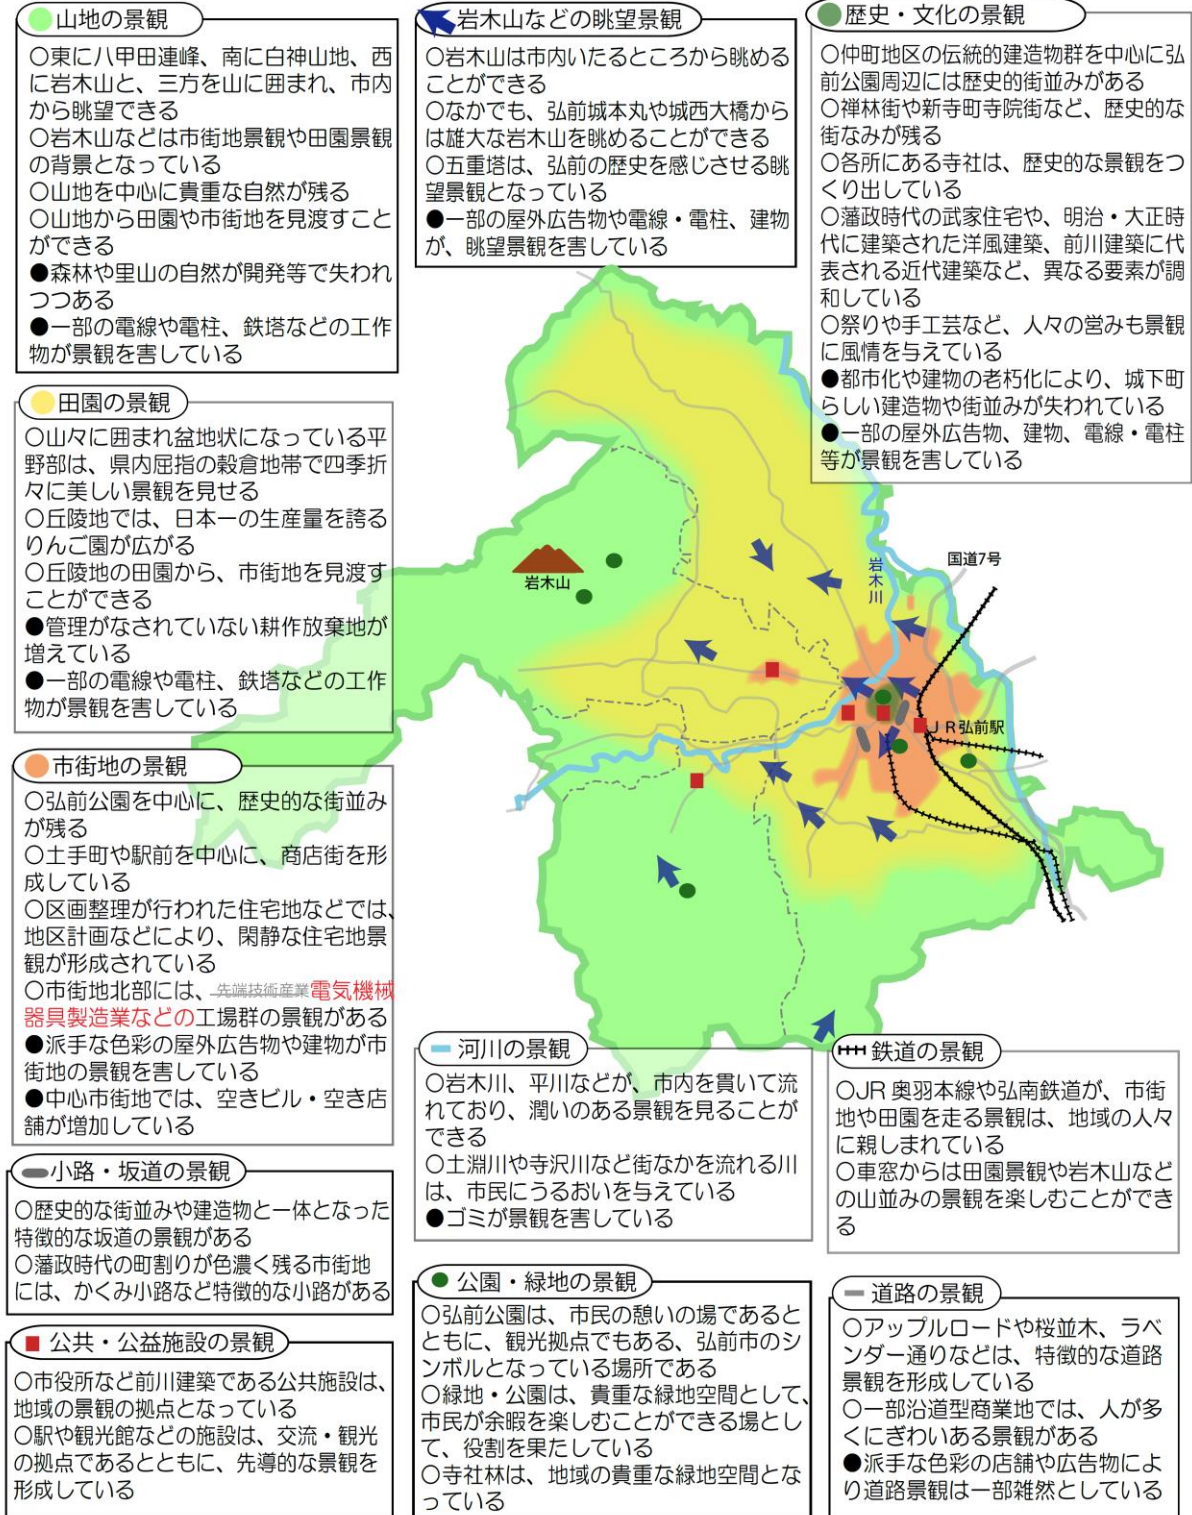 山地の景観
○東に八甲田連峰、南に白神山地、西
に岩木山と、三方を山に囲まれ、市内
から眺望できる
○岩木山などは市街地景観や田園景観
の背景となっている
○山地を中心に貴重な自然が残る
○山地から田園や市街地を見渡すこと
ができる
●森林や里山の自然が開発等で失われ
つつある
●一部の電線や電柱、鉄塔などの工作
物が景観を害している
岩木山などの眺望景観
○岩木山は市内いたるところから眺める
ことができる
○なかでも、弘前城本丸や城西大橋から
は雄大な岩木山を眺めることができる
○五重塔は、弘前の歴史を感じさせる眺
望景観となっている
●一部の屋外広告物や電線・電柱、建物
が、眺望景観を害している
歴史・文化の景観
○仲町地区の伝統的建造物群を中心に弘
前公園周辺には歴史的街並みがある
○禅林街や新寺町寺院街など、歴史的な
街なみが残る
○各所にある寺社は、歴史的な景観をつ
くり出している
○藩政時代の武家住宅や、明治・大正時
代に建築された洋風建築、前川建築に代
表される近代建築など、異なる要素が調
和している
○祭りや手工芸など、人々の営みも景観
に風情を与えている
●都市化や建物の老朽化により、城下町
らしい建造物や街並みが失われている
●一部の屋外広告物、建物、電線・電柱
等が景観を害している
田園の景観
○山々に囲まれ盆地状になっている平
野部は、県内屈指の穀倉地帯で四季折
々に美しい景観を見せる
○丘陵地では、日本一の生産量を誇る
りんご園が広がる
○丘陵地の田園から、市街地を見渡す
ことができる
●管理がなされていない耕作放棄地が
増えている
●一部の電線や電柱、鉄塔などの工作
物が景観を害している
岩木山
岩木川
国道7号
JR弘前駅
市街地の景観
○弘前公園を中心に、歴史的な街並み
が残る
○土手町や駅前を中心に、商店街を形
成している
○区画整理が行われた住宅地などでは、
地区計画などにより、閑静な住宅地景
観が形成されている
○市街地北部には、先端技術産業電気機械
器具製造業などの工場群の景観がある
●派手な色彩の屋外広告物や建物が市
街地の景観を害している
●中心市街地では、空きビル・空き店
舗が増加している
河川の景観
○岩木川、平川などが、市内を貫いて流
れており、潤いのある景観を見ることが
できる
○土淵川や寺沢川など街なかを流れる川
は、市民にうるおいを与えている
●ゴミが景観を害している
鉄道の景観
○JR 奥羽本線や弘南鉄道が、市街
地や田園を走る景観は、地域の人々
に親しまれている
○車窓からは田園景観や岩木山など
の山並みの景観を楽しむことができ
る
小路・坂道の景観
○歴史的な街並みや建造物と一体となった
特徴的な坂道の景観がある
○藩政時代の町割りが色濃く残る市街地
には、かくみ小路など特徴的な小路がある
公園・緑地の景観
○弘前公園は、市民の憩いの場であると
ともに、観光拠点でもある、弘前市のシ
ンボルとなっている場所である
○緑地・公園は、貴重な緑地空間として、
市民が余暇を楽しむことができる場とし
て、役割を果たしている
○寺社林は、地域の貴重な緑地空間とな
っている
道路の景観
○アップルロードや桜並木、ラベ
ンダー通りなどは、特徴的な道路
景観を形成している
○一部沿道型商業地では、人が多
くにぎわいある景観がある
●派手な色彩の店舗や広告物によ
り道路景観は一部雑然としている
公共・公益施設の景観
○市役所など前川建築である公共施設は、
地域の景観の拠点となっている
○駅や観光館などの施設は、交流・観光
の拠点であるとともに、先導的な景観を
形成している